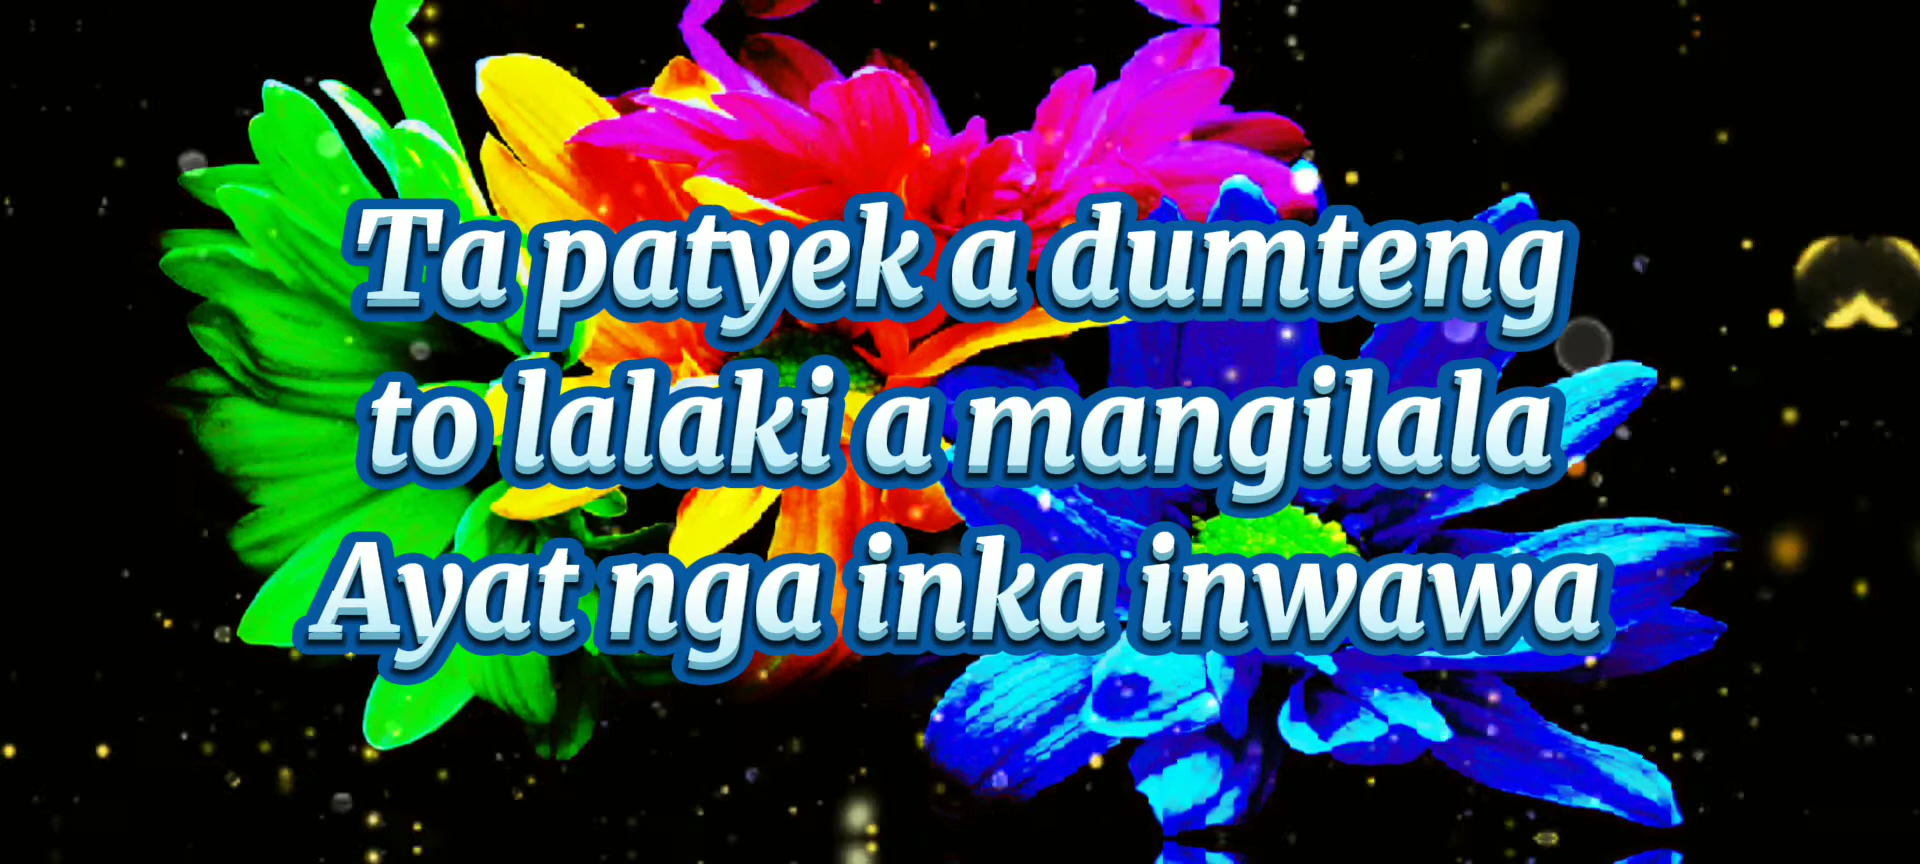 Ta patyek a dumteng
to lalaki a mangilala
Ayat nga inka inwawa